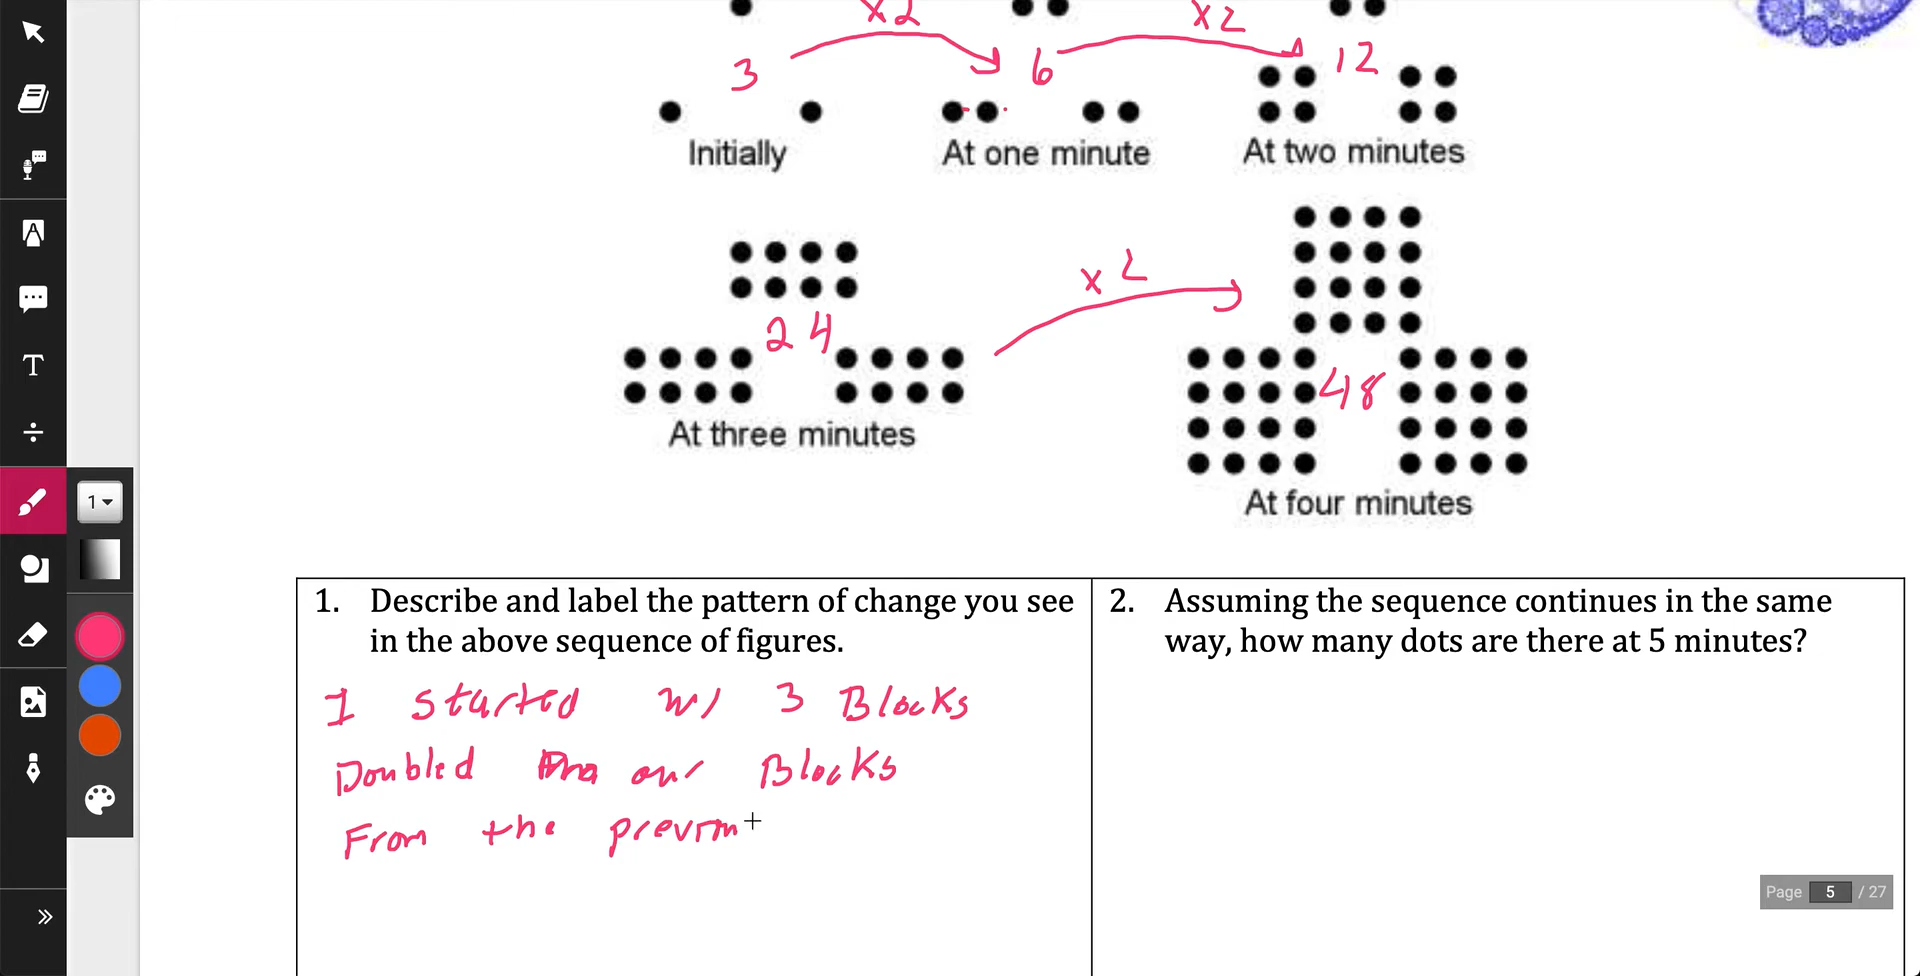 x2
x2
3
6
12
Initially
At one minute
At two minutes
x2
24
48
At three minutes
At four minutes
1. Describe and label the pattern of change you see
in the above sequence of figures.
I started w/ 3 Blocks
Doubled our Blocks
From the
2. Assuming the sequence continues in the same
way, how many dots are there at 5 minutes?
1
T
Page 5 / 27